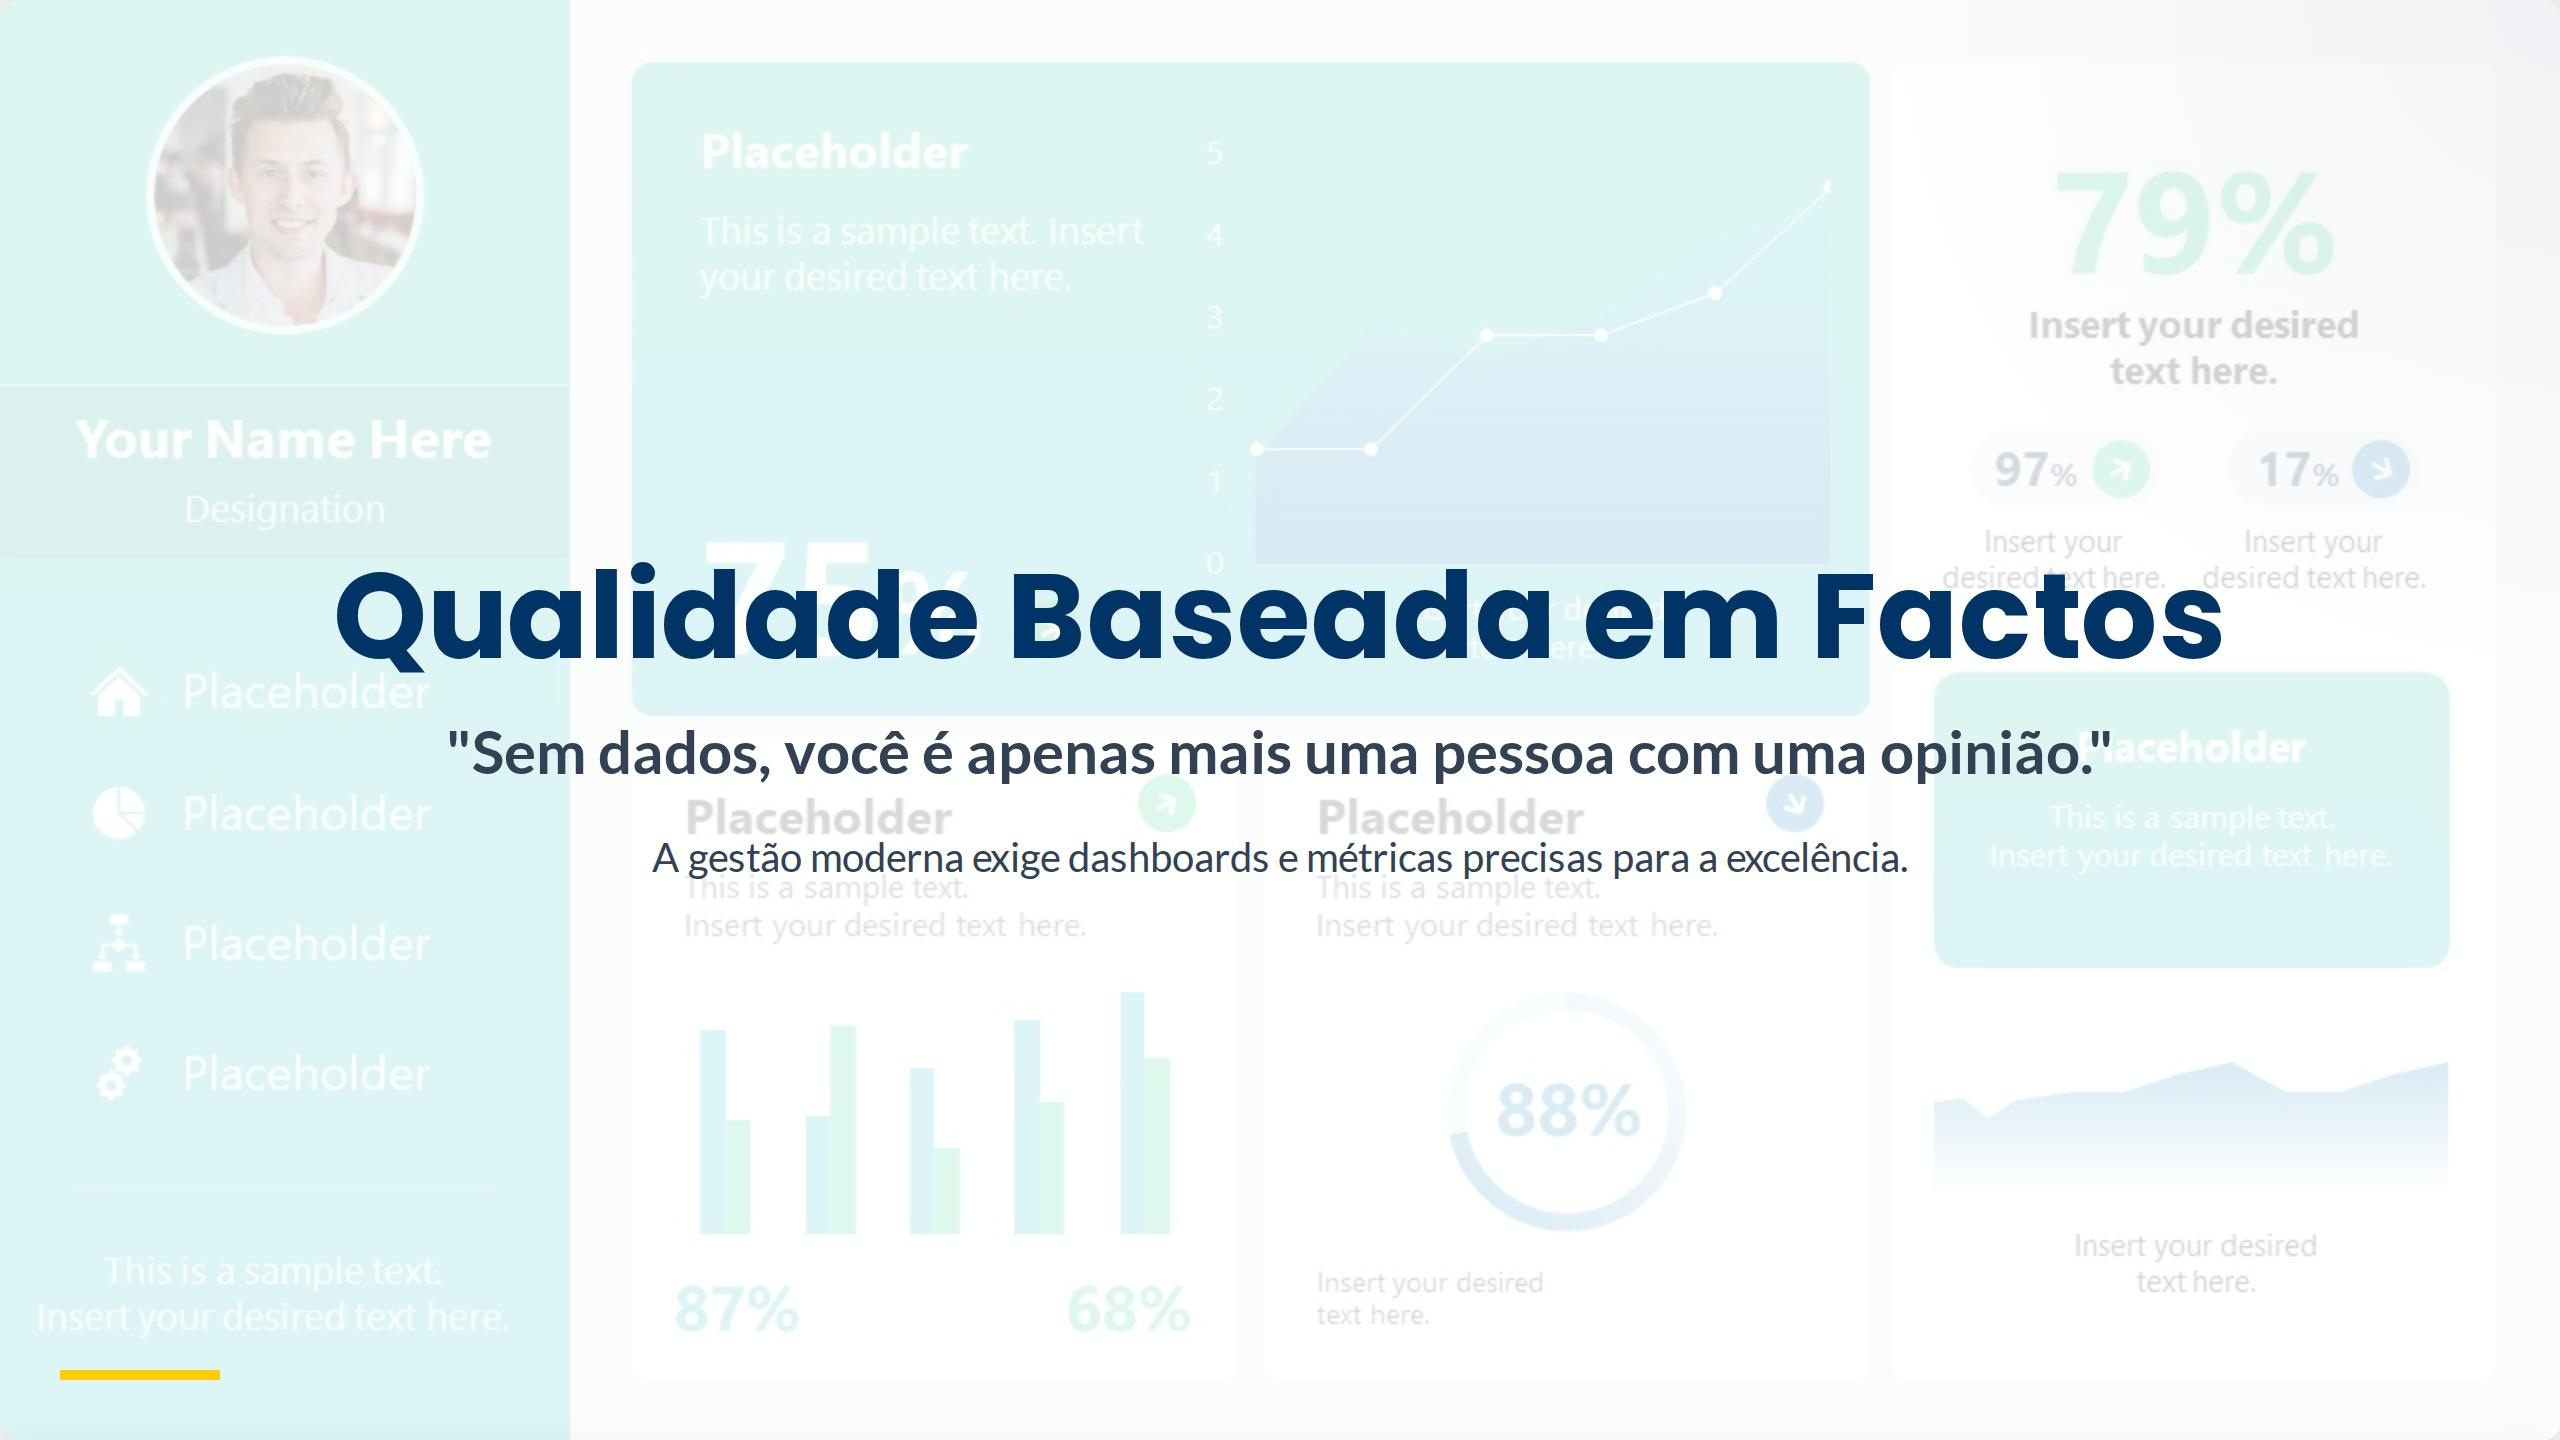 Your Name Here
Designation
Placeholder
Placeholder
Placeholder
Placeholder
This is a sample text.
Insert your desired text here.
Placeholder
This is a sample text. Insert
your desired text here.
5
4
3
2
1
0
75%
79%
Insert your desired
text here.
97%
17%
Insert your
desired text here.
Insert your
desired text here.
Qualidade Baseada em Factos
"Sem dados, você é apenas mais uma pessoa com uma opinião."
A gestão moderna exige dashboards e métricas precisas para a excelência.
Placeholder
This is a sample text.
Insert your desired text here.
87%
68%
Placeholder
This is a sample text.
Insert your desired text here.
88%
Insert your desired
text here.
Placeholder
This is a sample text.
Insert your desired text here.
Insert your desired
text here.